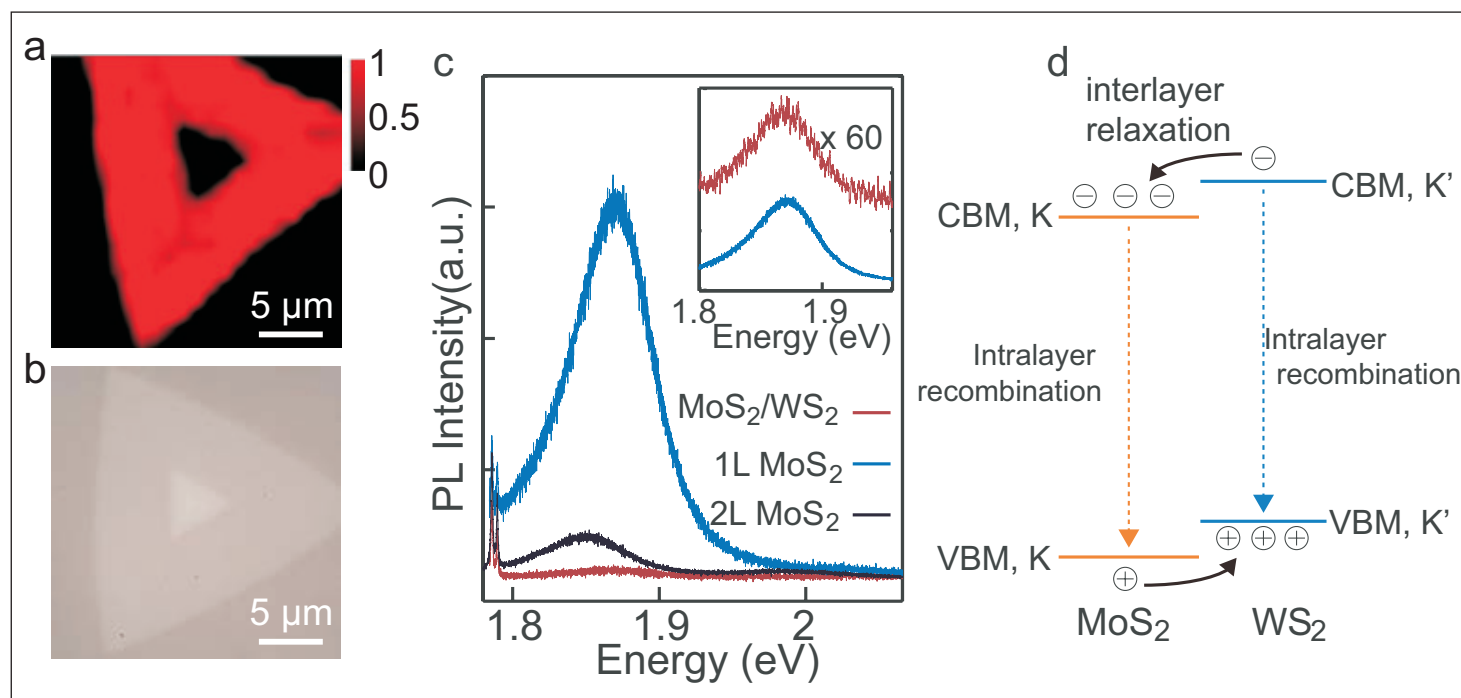 a
1
0.5
0
5 μm
b
5 μm
c
x 60
1.8
1.9
Energy (eV)
MoS₂/WS₂
1L MoS₂
2L MoS₂
PL Intensity(a.u.)
1.8
1.9
2
Energy (eV)
d
interlayer
relaxation
CBM, K'
CBM, K
Intralayer
recombination
Intralayer
recombination
VBM, K'
VBM, K
MoS₂
WS₂